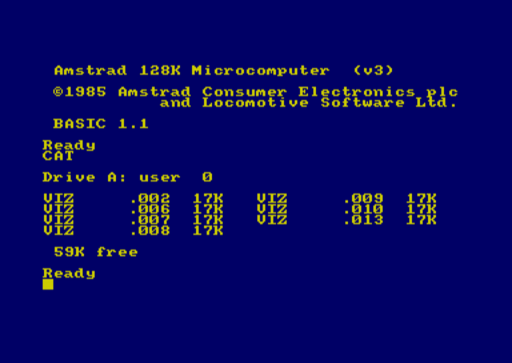 Amstrad 128K Microcomputer (v3)
©1985 Amstrad Consumer Electronics plc
and Locomotive Software Ltd.
BASIC 1.1
Ready
CAT
Drive A: user 0
VIZ .002 17K VIZ .009 17K
VIZ .006 17K VIZ .010 17K
VIZ .007 17K VIZ .013 17K
VIZ .008 17K
59K free
Ready